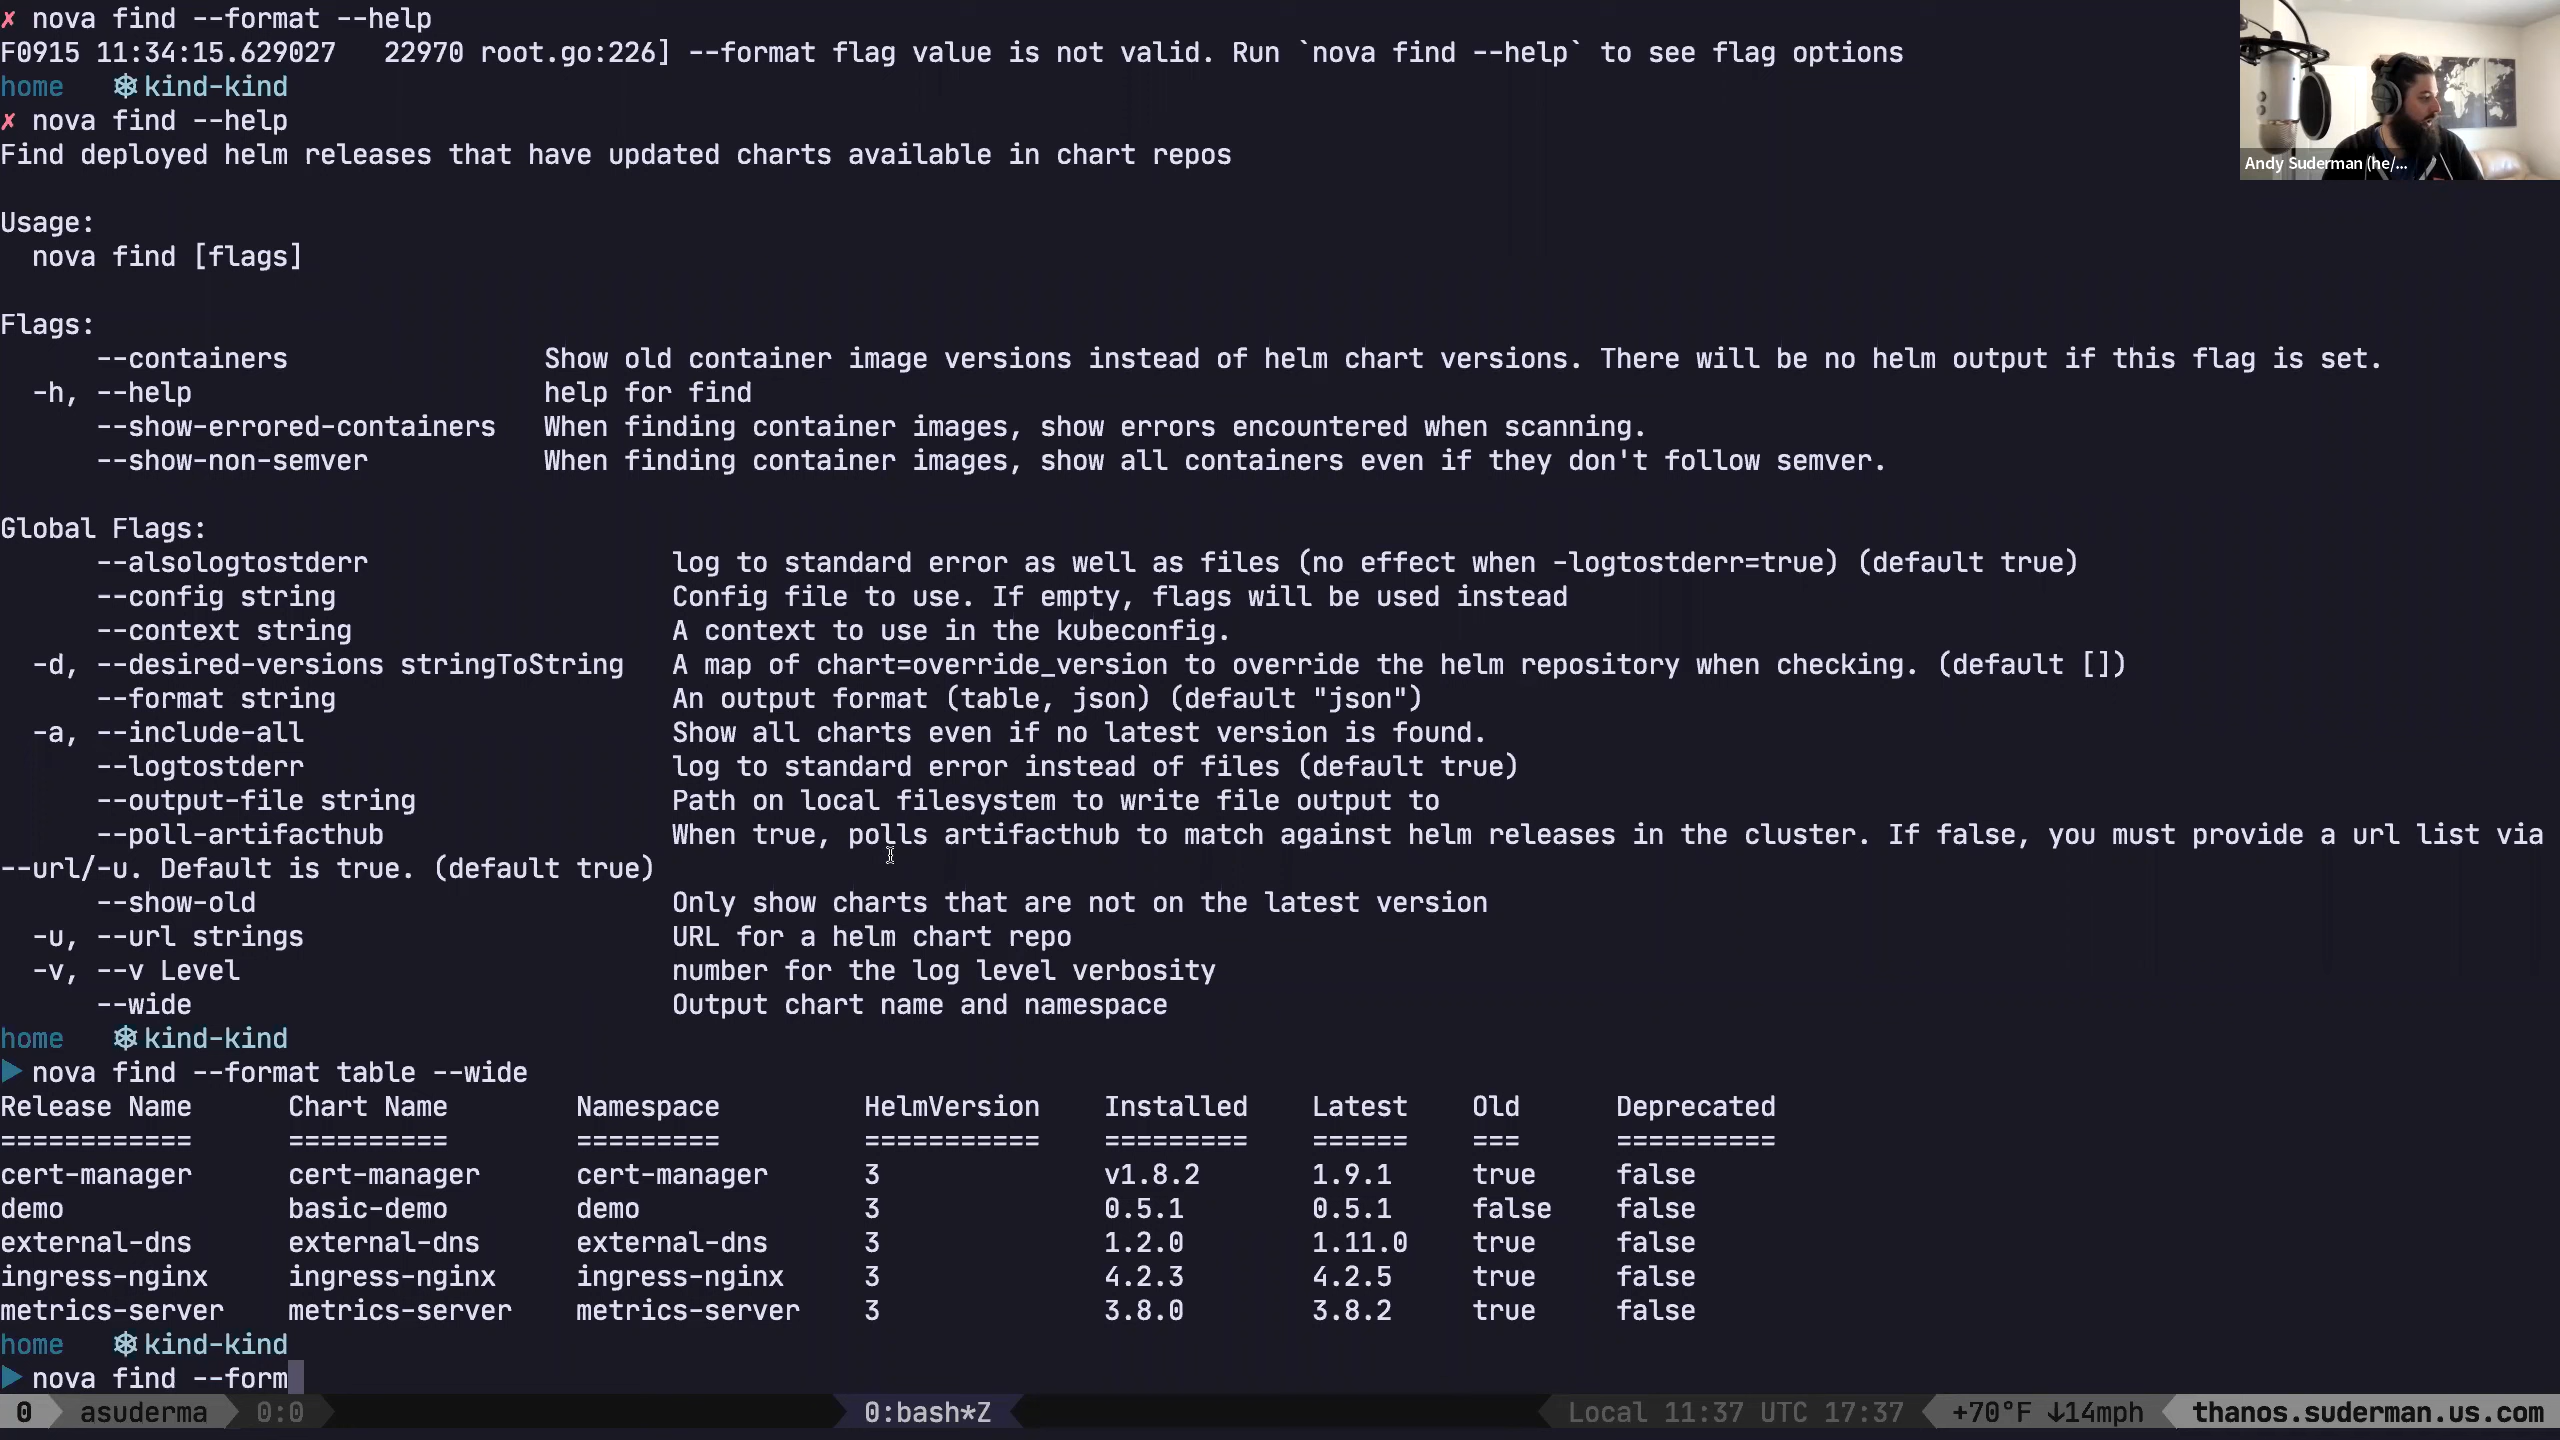 ✗ nova find --format --help
F0915 11:34:15.629027   22970 root.go:226] --format flag value is not valid. Run `nova find --help` to see flag options
home   ⎈ kind-kind
✗ nova find --help
Find deployed helm releases that have updated charts available in chart repos
Andy Suderman (he/...
Usage:
  nova find [flags]
Flags:
      --containers                Show old container image versions instead of helm chart versions. There will be no helm output if this flag is set.
  -h, --help                      help for find
      --show-errored-containers   When finding container images, show errors encountered when scanning.
      --show-non-semver           When finding container images, show all containers even if they don't follow semver.
Global Flags:
      --alsologtostderr                   log to standard error as well as files (no effect when -logtostderr=true) (default true)
      --config string                     Config file to use. If empty, flags will be used instead
      --context string                    A context to use in the kubeconfig.
  -d, --desired-versions stringToString   A map of chart=override_version to override the helm repository when checking. (default [])
      --format string                     An output format (table, json) (default "json")
  -a, --include-all                       Show all charts even if no latest version is found.
      --logtostderr                       log to standard error instead of files (default true)
      --output-file string                Path on local filesystem to write file output to
      --poll-artifacthub                  When true, polls artifacthub to match against helm releases in the cluster. If false, you must provide a url list via
--url/-u. Default is true. (default true)
      --show-old                          Only show charts that are not on the latest version
  -u, --url strings                       URL for a helm chart repo
  -v, --v Level                           number for the log level verbosity
      --wide                              Output chart name and namespace
home   ⎈ kind-kind
▶ nova find --format table --wide
Release Name      Chart Name        Namespace         HelmVersion    Installed    Latest    Old      Deprecated
============      ==========        =========         ===========    =========    ======    ===      ==========
cert-manager      cert-manager      cert-manager      3              v1.8.2       1.9.1     true     false
demo              basic-demo        demo              3              0.5.1        0.5.1     false    false
external-dns      external-dns      external-dns      3              1.2.0        1.11.0    true     false
ingress-nginx     ingress-nginx     ingress-nginx     3              4.2.3        4.2.5     true     false
metrics-server    metrics-server    metrics-server    3              3.8.0        3.8.2     true     false
home   ⎈ kind-kind
▶ nova find --form
0 asuderma 0:0 0:bash*Z Local 11:37 UTC 17:37 +70°F ↓14mph thanos.suderman.us.com